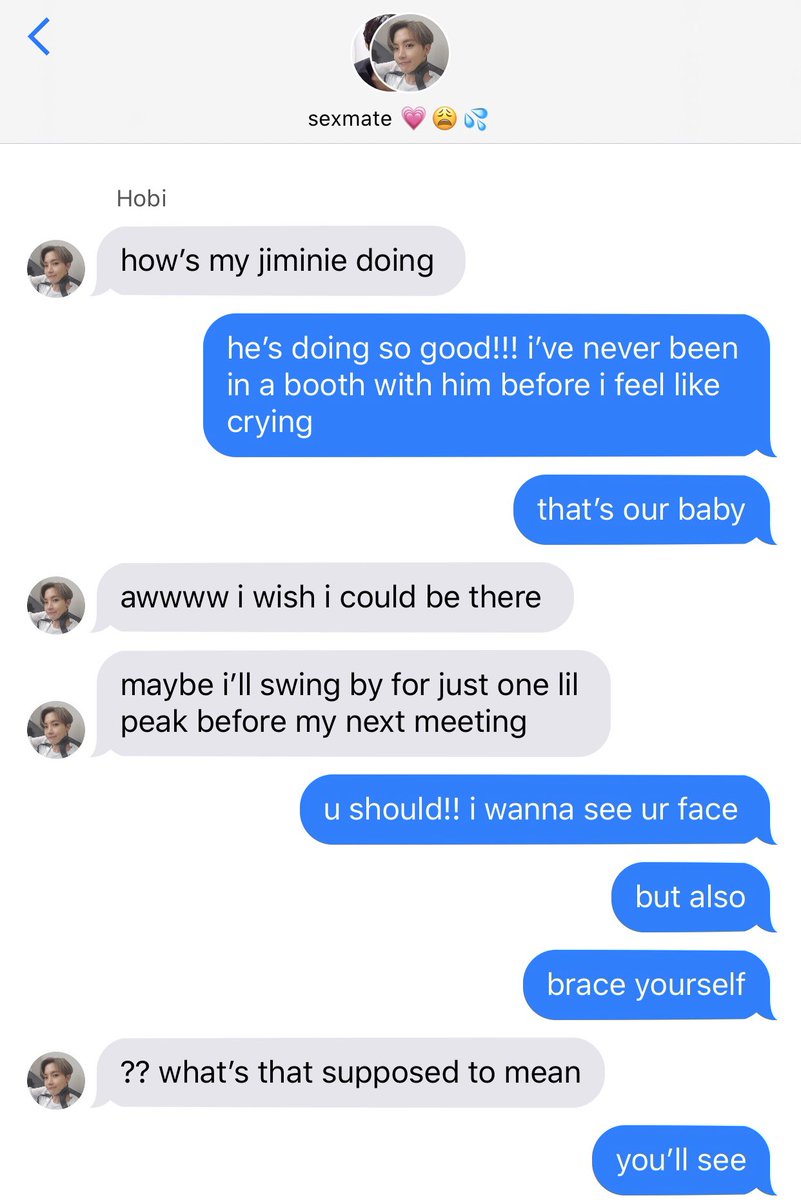 sexmate 💗😩💦
Hobi
how’s my jiminie doing
he’s doing so good!!! i’ve never been
in a booth with him before i feel like
crying
that’s our baby
awwww i wish i could be there
maybe i’ll swing by for just one lil
peak before my next meeting
u should!! i wanna see ur face
but also
brace yourself
?? what’s that supposed to mean
you’ll see